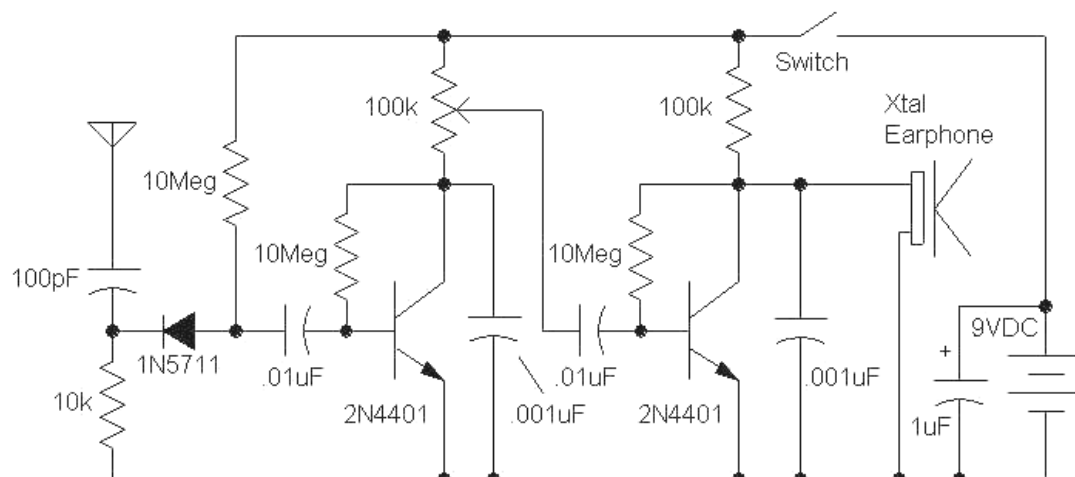 Switch
100k
100k
Xtal
Earphone
10Meg
10Meg
10Meg
100pF
9VDC
1N5711
.01uF
.01uF
.001uF
+
10k
2N4401
.001uF
2N4401
1uF